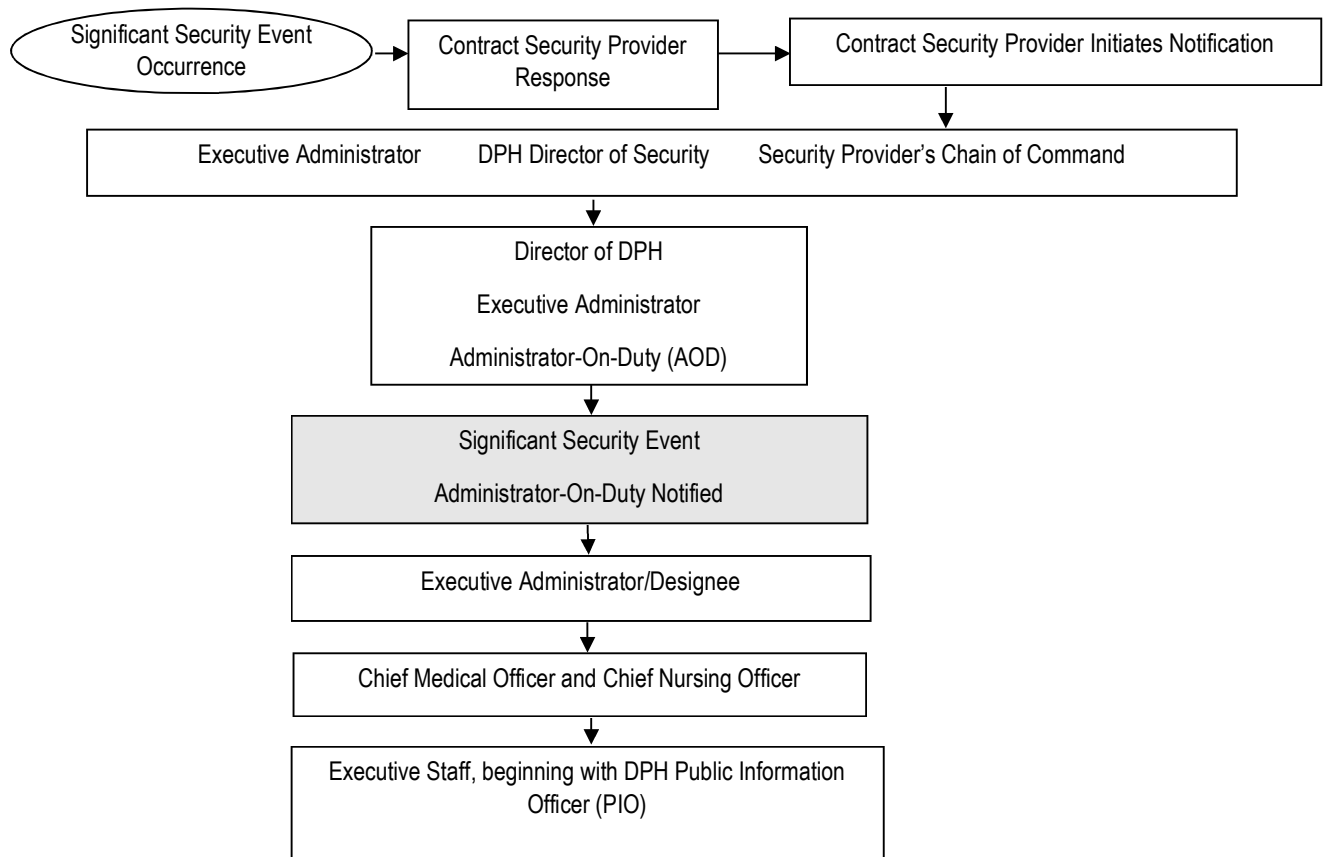 Significant Security Event
Occurrence
Contract Security Provider
Response
Contract Security Provider Initiates Notification
Executive Administrator DPH Director of Security Security Provider’s Chain of Command
Director of DPH
Executive Administrator
Administrator-On-Duty (AOD)
Significant Security Event
Administrator-On-Duty Notified
Executive Administrator/Designee
Chief Medical Officer and Chief Nursing Officer
Executive Staff, beginning with DPH Public Information
Officer (PIO)